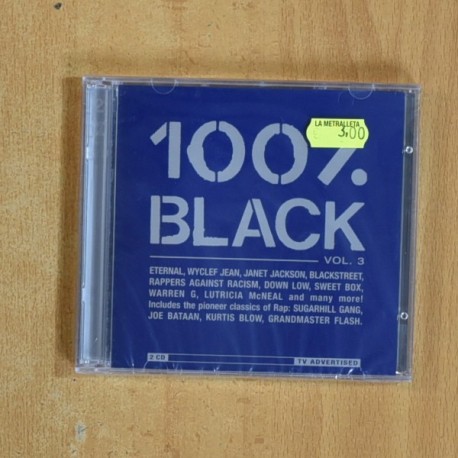 LA METRALLETA
€ 3,00
100%
BLACK
VOL. 3
ETERNAL, WYCLEF JEAN, JANET JACKSON, BLACKSTREET,
RAPPERS AGAINST RACISM, DOWN LOW, SWEET BOX,
WARREN G, LUTRICIA McNEAL and many more!
Includes the pioneer classics of Rap: SUGARHILL GANG,
JOE BATAAN, KURTIS BLOW, GRANDMASTER FLASH.
2 CD
TV ADVERTISED